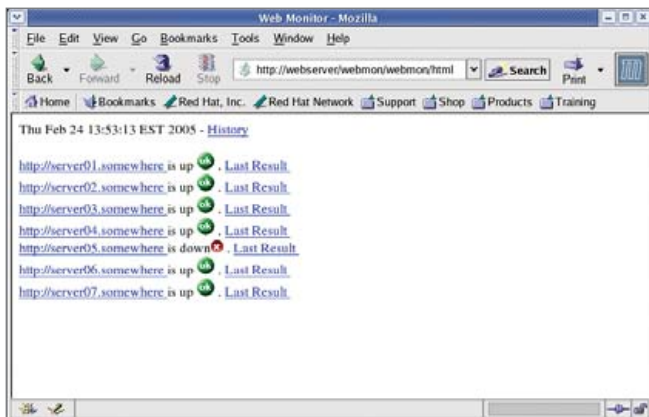 Web Monitor - Mozilla
File Edit View Go Bookmarks Tools Window Help
Back Forward Reload Stop http://webserver/webmon/webmon/html Search Print
Home Bookmarks Red Hat, Inc. Red Hat Network Support Shop Products Training
Thu Feb 24 13:53:13 EST 2005 - History
http://server01.somewhere is up ok . Last Result
http://server02.somewhere is up ok . Last Result
http://server03.somewhere is up ok . Last Result
http://server04.somewhere is up ok . Last Result
http://server05.somewhere is down x . Last Result
http://server06.somewhere is up ok . Last Result
http://server07.somewhere is up ok . Last Result